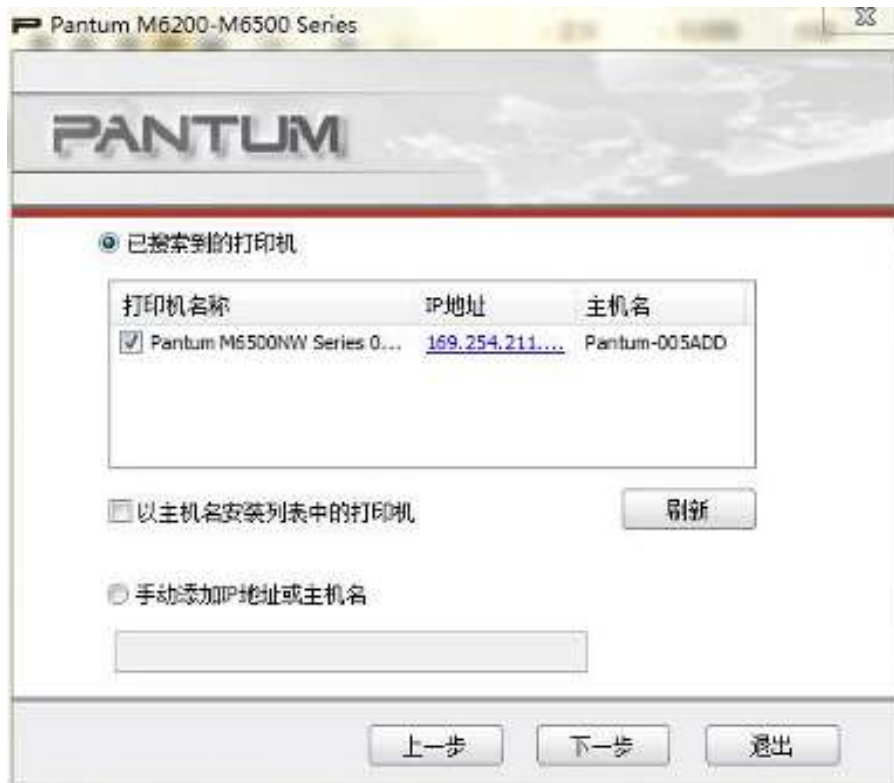 Pantum M6200-M6500 Series
PANTUM
已搜索到的打印机
打印机名称 IP地址 主机名
Pantum M6500NW Series 0... 169.254.211.... Pantum-005ADD
以主机名安装列表中的打印机 刷新
手动添加IP地址或主机名
上一步 下一步 退出